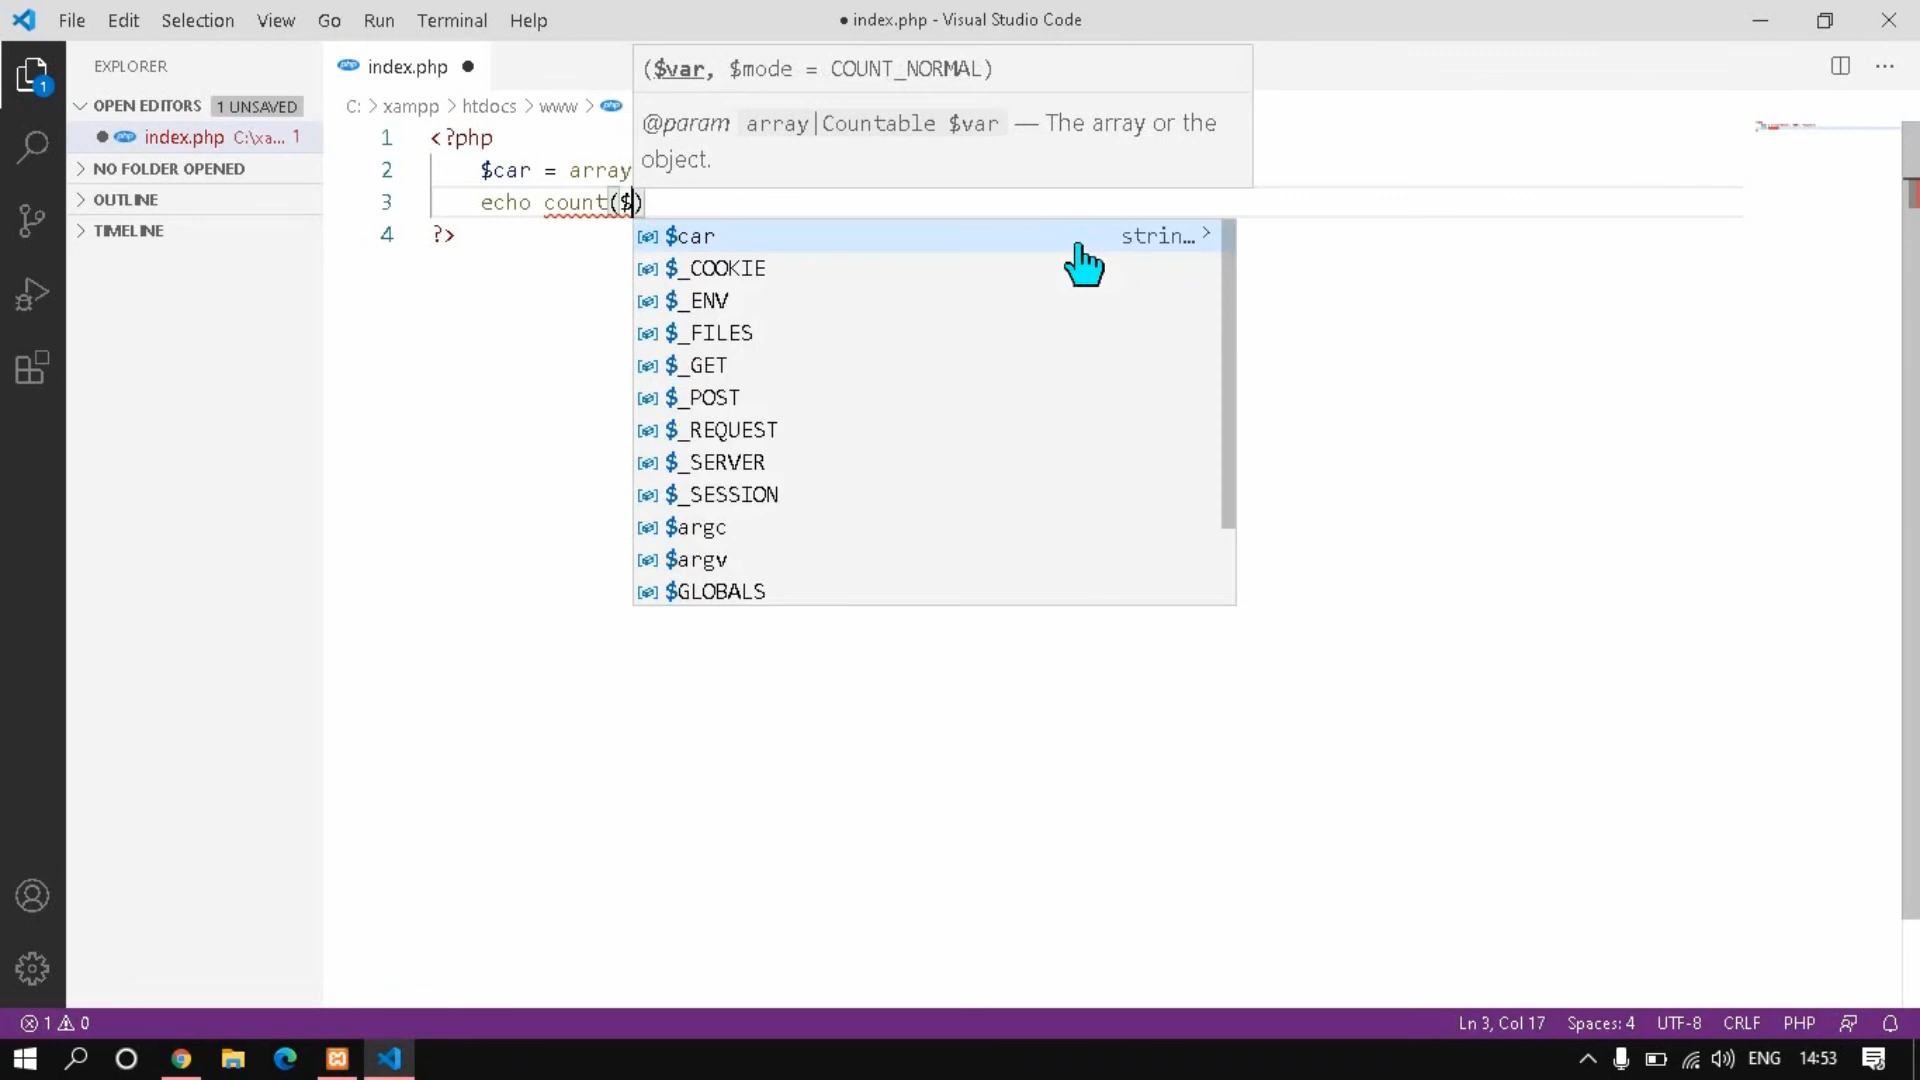 File Edit Selection View Go Run Terminal Help
● index.php - Visual Studio Code
EXPLORER
OPEN EDITORS 1 UNSAVED
index.php C:\xa... 1
NO FOLDER OPENED
OUTLINE
TIMELINE
php index.php
C: > xampp > htdocs > www > php
1 <?php
2 $car = array
3 echo count($)
4 ?>
($var, $mode = COUNT_NORMAL)
@param array|Countable $var — The array or the
object.
$car strin...
$_COOKIE
$_ENV
$_FILES
$_GET
$_POST
$_REQUEST
$_SERVER
$_SESSION
$argc
$argv
$GLOBALS
1
1 0
Ln 3, Col 17 Spaces: 4 UTF-8 CRLF PHP
ENG 14:53